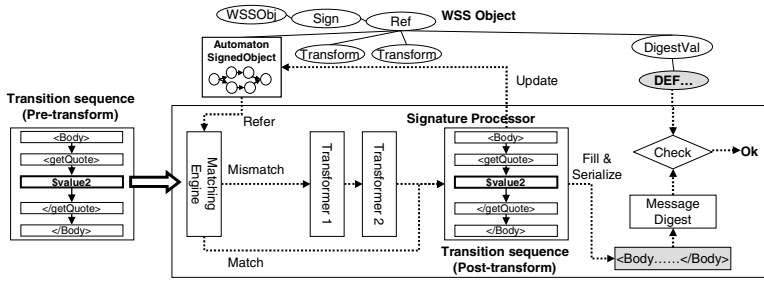 WSSObj
Sign
Ref
WSS Object
Automaton
SignedObject
Transform
Transform
DigestVal
DEF...
Update
Transition sequence
(Pre-transform)
Refer
Signature Processor
<Body>
<getQuote>
$value2
</getQuote>
</Body>
Matching
Engine
Mismatch
Match
Transformer 1
Transformer 2
<Body>
<getQuote>
$value2
</getQuote>
</Body>
Transition sequence
(Post-transform)
Fill &
Serialize
Check
Ok
Message
Digest
<Body......</Body>